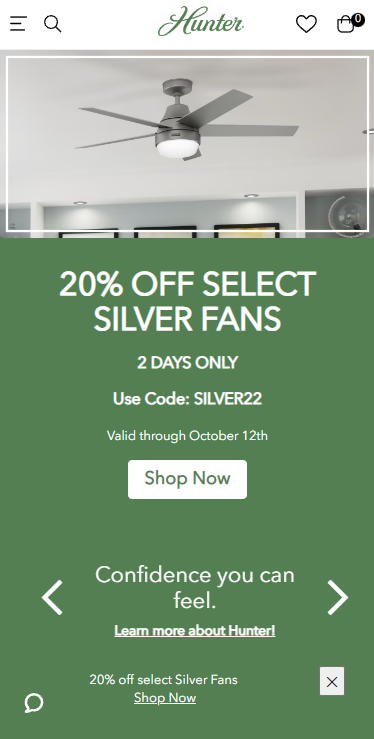 Hunter
0
20% OFF SELECT
SILVER FANS
2 DAYS ONLY
Use Code: SILVER22
Valid through October 12th
Shop Now
Confidence you can
feel.
Learn more about Hunter!
20% off select Silver Fans
Shop Now